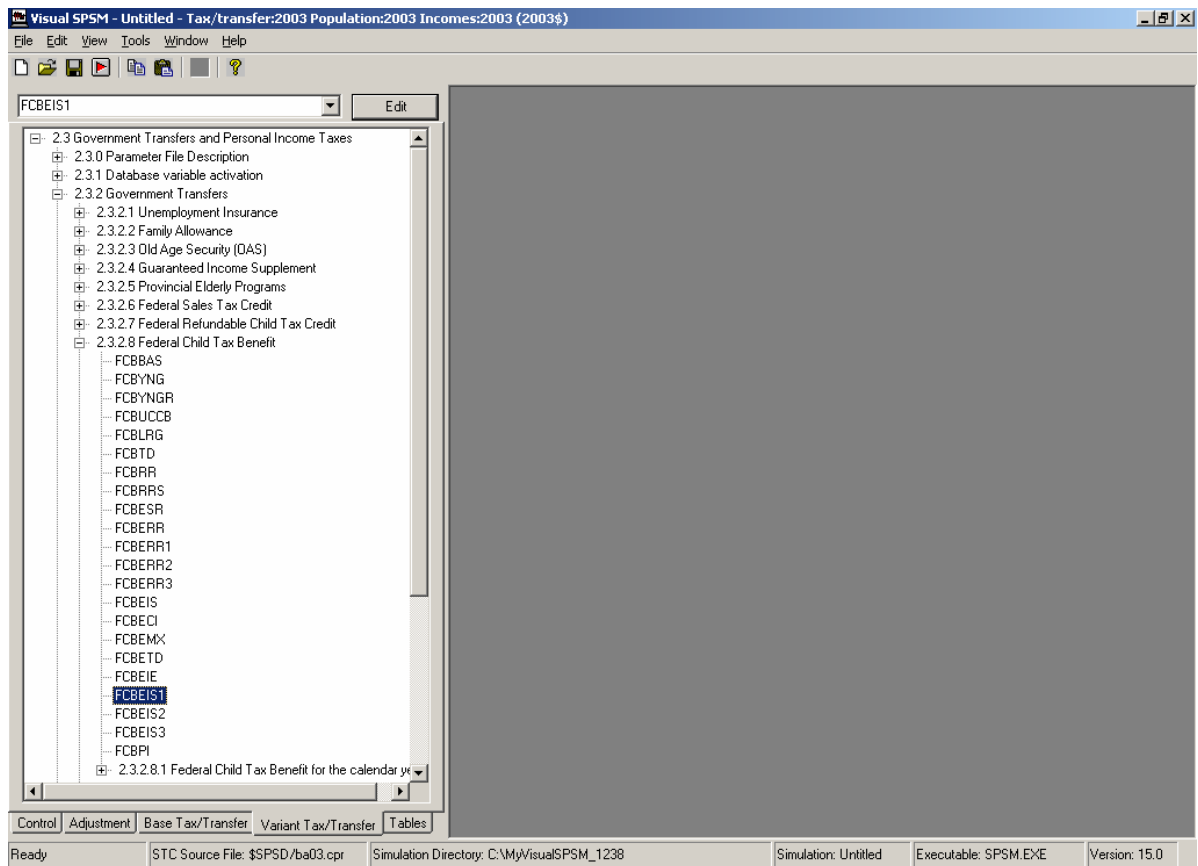 Visual SPSM - Untitled - Tax/transfer:2003 Population:2003 Incomes:2003 (2003$)
File Edit View Tools Window Help
FCBEIS1 Edit
2.3 Government Transfers and Personal Income Taxes
2.3.0 Parameter File Description
2.3.1 Database variable activation
2.3.2 Government Transfers
2.3.2.1 Unemployment Insurance
2.3.2.2 Family Allowance
2.3.2.3 Old Age Security (OAS)
2.3.2.4 Guaranteed Income Supplement
2.3.2.5 Provincial Elderly Programs
2.3.2.6 Federal Sales Tax Credit
2.3.2.7 Federal Refundable Child Tax Credit
2.3.2.8 Federal Child Tax Benefit
FCBBAS
FCBYNG
FCBYNGR
FCBUCCB
FCBLRG
FCBTD
FCBRR
FCBRRS
FCBESR
FCBERR
FCBERR1
FCBERR2
FCBERR3
FCBEIS
FCBECI
FCBEMX
FCBETD
FCBEIE
FCBEIS1
FCBEIS2
FCBEIS3
FCBPI
2.3.2.8.1 Federal Child Tax Benefit for the calendar ye
Control Adjustment Base Tax/Transfer Variant Tax/Transfer Tables
Ready STC Source File: $SPSD/ba03.cpr Simulation Directory: C:\MyVisualSPSM_1238 Simulation: Untitled Executable: SPSM.EXE Version: 15.0